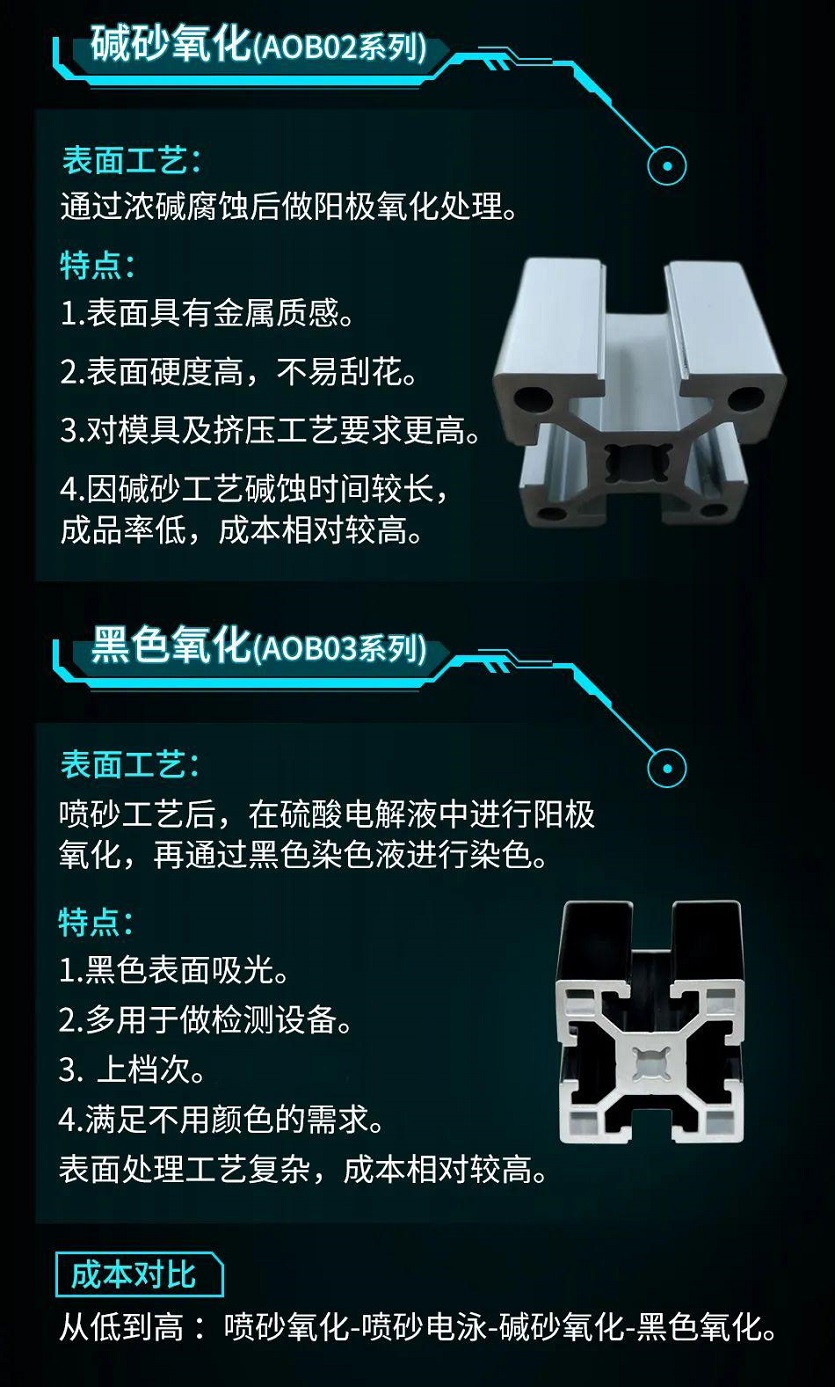 碱砂氧化(AOB02系列)
表面工艺：
通过浓碱腐蚀后做阳极氧化处理。
特点：
1.表面具有金属质感。
2.表面硬度高，不易刮花。
3.对模具及挤压工艺要求更高。
4.因碱砂工艺碱蚀时间较长，
成品率低，成本相对较高。
黑色氧化(AOB03系列)
表面工艺：
喷砂工艺后，在硫酸电解液中进行阳极
氧化，再通过黑色染色液进行染色。
特点：
1.黑色表面吸光。
2.多用于做检测设备。
3. 上档次。
4.满足不用颜色的需求。
表面处理工艺复杂，成本相对较高。
成本对比
从低到高 ：喷砂氧化-喷砂电泳-碱砂氧化-黑色氧化。